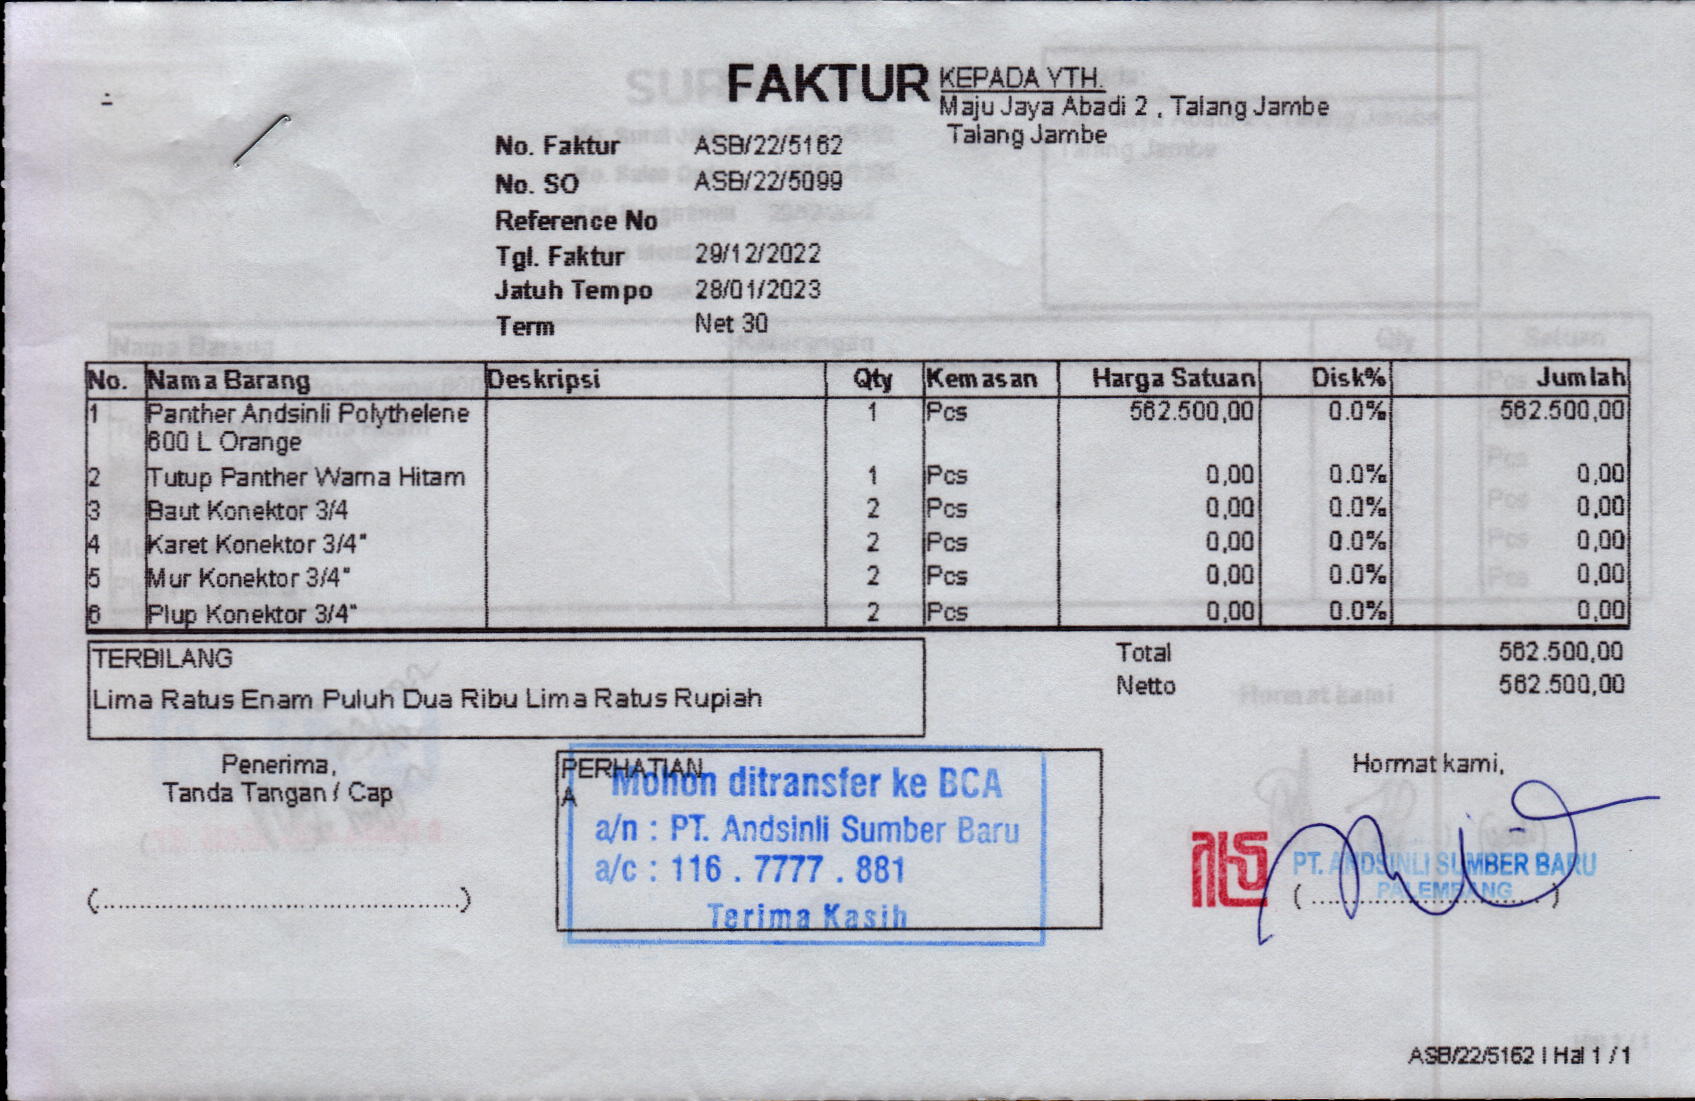 FAKTUR
KEPADA YTH.
Maju Jaya Abadi 2 , Talang Jambe
Talang Jambe
No. Faktur ASB/22/5162
No. SO ASB/22/5099
Reference No
Tgl. Faktur 29/12/2022
Jatuh Tempo 28/01/2023
Term Net 30
No. Nama Barang Deskripsi Qty Kemasan Harga Satuan Disk% Jumlah
1 Panther Andsinli Polythelene 1 Pcs 562.500,00 0.0% 562.500,00
600 L Orange
2 Tutup Panther Warna Hitam 1 Pcs 0,00 0.0% 0,00
3 Baut Konektor 3/4 2 Pcs 0,00 0.0% 0,00
4 Karet Konektor 3/4" 2 Pcs 0,00 0.0% 0,00
5 Mur Konektor 3/4" 2 Pcs 0,00 0.0% 0,00
6 Plup Konektor 3/4" 2 Pcs 0,00 0.0% 0,00
TERBILANG
Lima Ratus Enam Puluh Dua Ribu Lima Ratus Rupiah
Total 562.500,00
Netto 562.500,00
Penerima,
Tanda Tangan / Cap
(..........................................)
PERHATIAN
A
Mohon ditransfer ke BCA
a/n : PT. Andsinli Sumber Baru
a/c : 116 . 7777 . 881
Terima Kasih
Hormat kami,
PT. ANDSINLI SUMBER BARU
PALEMBANG
(...........................)
ASB/22/5162 | Hal 1 / 1